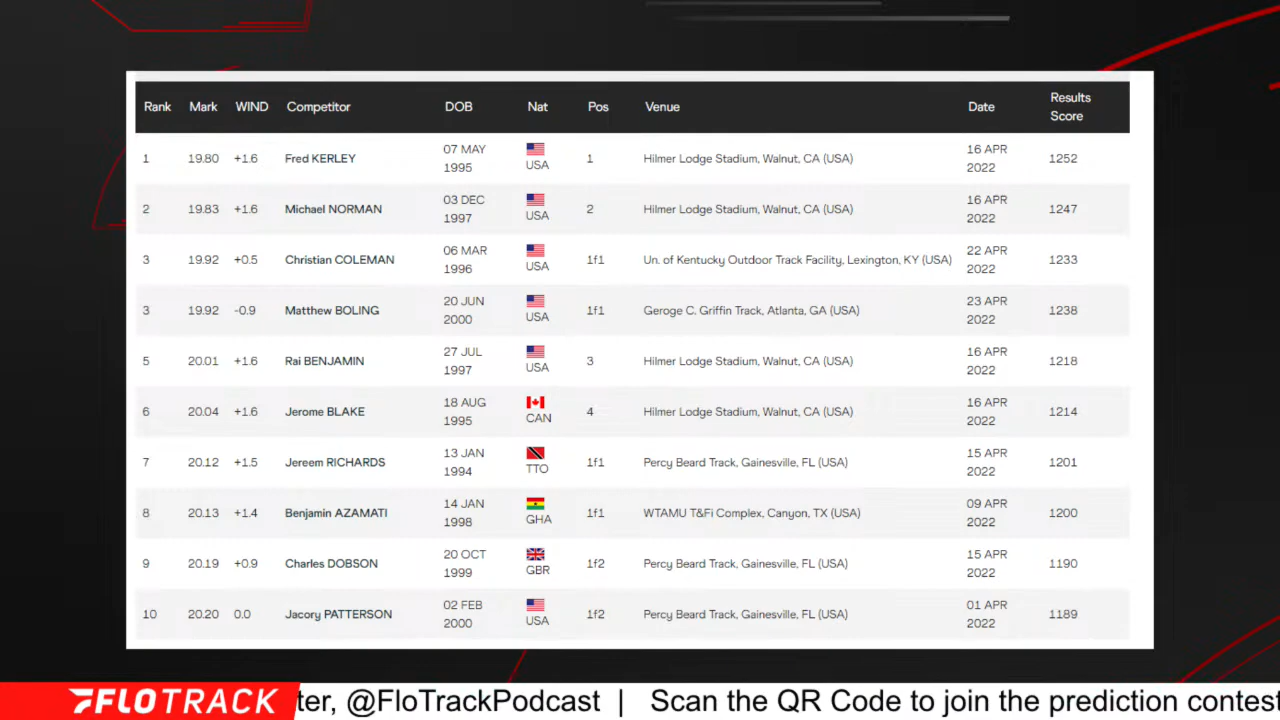 Rank Mark WIND Competitor DOB Nat Pos Venue Date Results Score
1 19.80 +1.6 Fred KERLEY 07 MAY 1995 USA 1 Hilmer Lodge Stadium, Walnut, CA (USA) 16 APR 2022 1252
2 19.83 +1.6 Michael NORMAN 03 DEC 1997 USA 2 Hilmer Lodge Stadium, Walnut, CA (USA) 16 APR 2022 1247
3 19.92 +0.5 Christian COLEMAN 06 MAR 1996 USA 1f1 Un. of Kentucky Outdoor Track Facility, Lexington, KY (USA) 22 APR 2022 1233
3 19.92 -0.9 Matthew BOLING 20 JUN 2000 USA 1f1 Geroge C. Griffin Track, Atlanta, GA (USA) 23 APR 2022 1238
5 20.01 +1.6 Rai BENJAMIN 27 JUL 1997 USA 3 Hilmer Lodge Stadium, Walnut, CA (USA) 16 APR 2022 1218
6 20.04 +1.6 Jerome BLAKE 18 AUG 1995 CAN 4 Hilmer Lodge Stadium, Walnut, CA (USA) 16 APR 2022 1214
7 20.12 +1.5 Jereem RICHARDS 13 JAN 1994 TTO 1f1 Percy Beard Track, Gainesville, FL (USA) 15 APR 2022 1201
8 20.13 +1.4 Benjamin AZAMATI 14 JAN 1998 GHA 1f1 WTAMU T&Fi Complex, Canyon, TX (USA) 09 APR 2022 1200
9 20.19 +0.9 Charles DOBSON 20 OCT 1999 GBR 1f2 Percy Beard Track, Gainesville, FL (USA) 15 APR 2022 1190
10 20.20 0.0 Jacory PATTERSON 02 FEB 2000 USA 1f2 Percy Beard Track, Gainesville, FL (USA) 01 APR 2022 1189
FLOTRACK ter, @FloTrackPodcast | Scan the QR Code to join the prediction contest